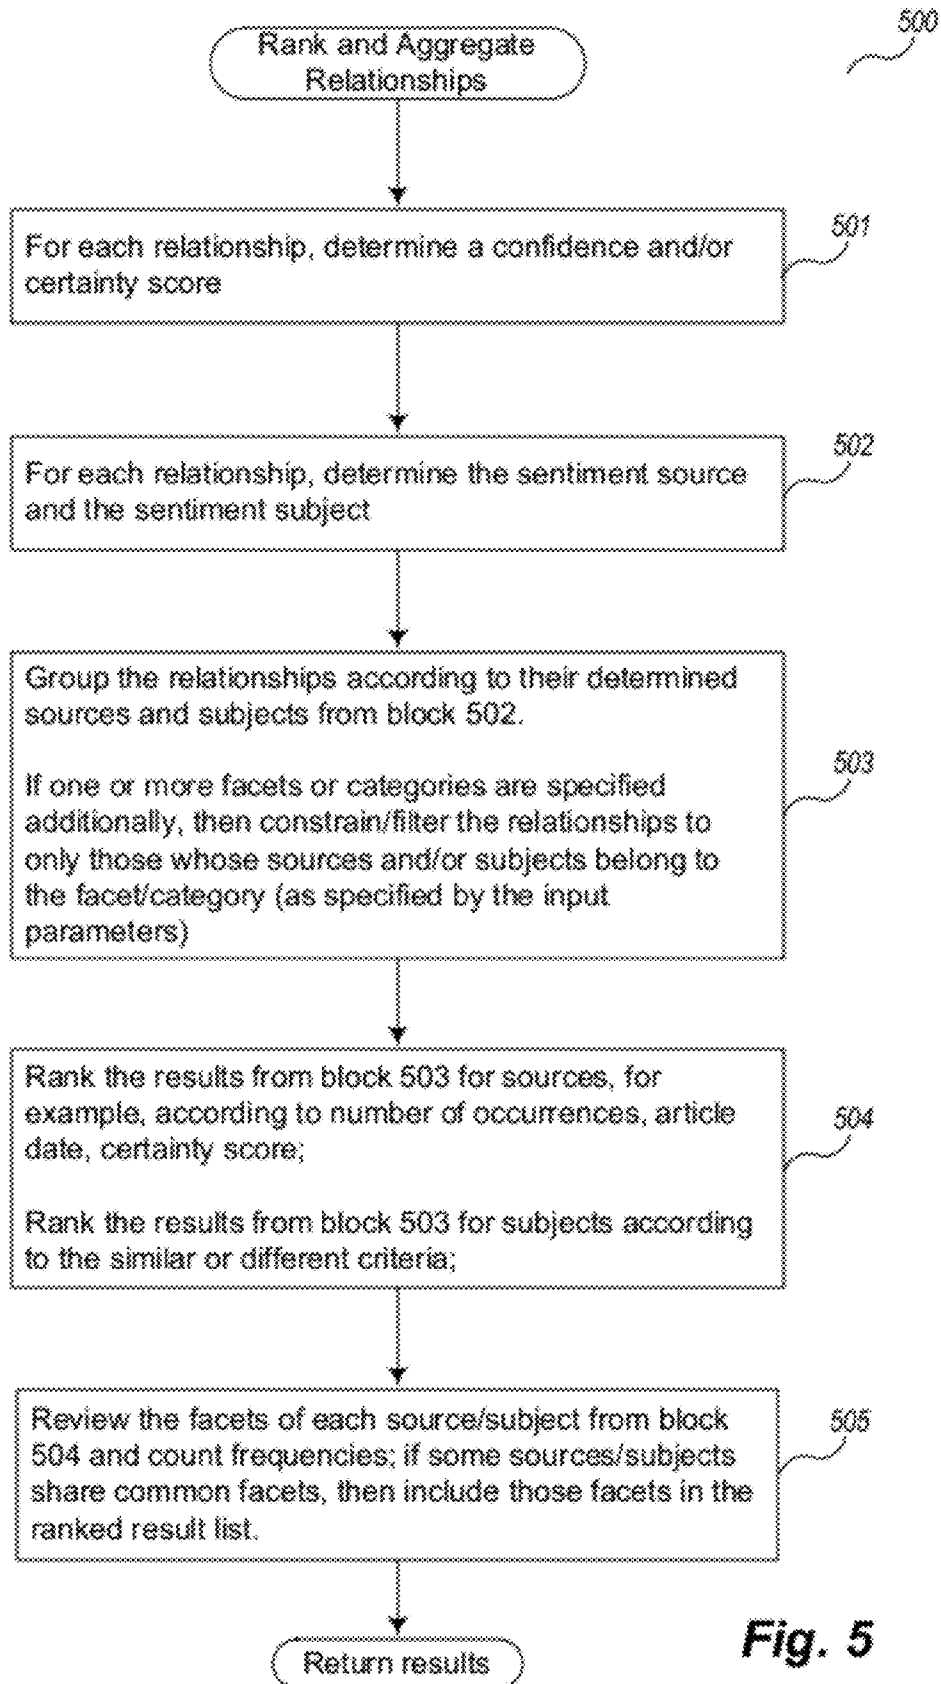 500
Rank and Aggregate
Relationships
For each relationship, determine a confidence and/or
certainty score
501
For each relationship, determine the sentiment source
and the sentiment subject
502
Group the relationships according to their determined
sources and subjects from block 502.
If one or more facets or categories are specified
additionally, then constrain/filter the relationships to
only those whose sources and/or subjects belong to
the facet/category (as specified by the input
parameters)
503
Rank the results from block 503 for sources, for
example, according to number of occurrences, article
date, certainty score;
Rank the results from block 503 for subjects according
to the similar or different criteria;
504
Review the facets of each source/subject from block
504 and count frequencies; if some sources/subjects
share common facets, then include those facets in the
ranked result list.
505
Return results
Fig. 5